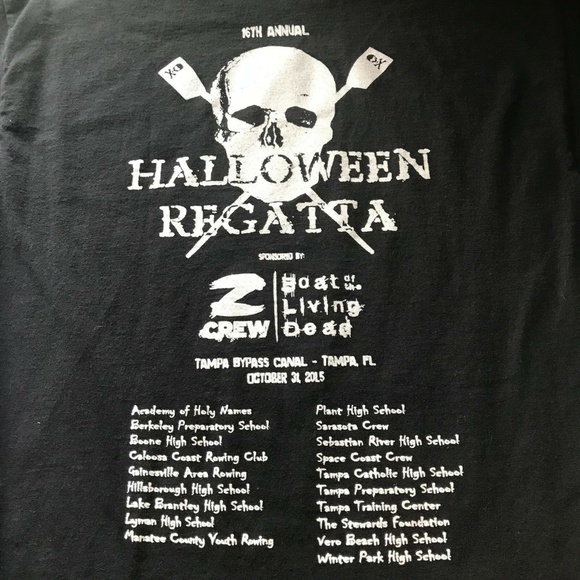 16TH ANNUAL
XO
OX
HALLOWEEN
REGATTA
SPONSORED BY:
Z CREW
Boat of the
Living
Dead
TAMPA BYPASS CANAL - TAMPA, FL
OCTOBER 31, 2015
Academy of Holy Names
Berkeley Preparatory School
Boone High School
Caloosa Coast Rowing Club
Gainesville Area Rowing
Hillsborough High School
Lake Brantley High School
Lyman High School
Manatee County Youth Rowing
Plant High School
Sarasota Crew
Sebastian River High School
Space Coast Crew
Tampa Catholic High School
Tampa Preparatory School
Tampa Training Center
The Stewards Foundation
Vero Beach High School
Winter Park High School